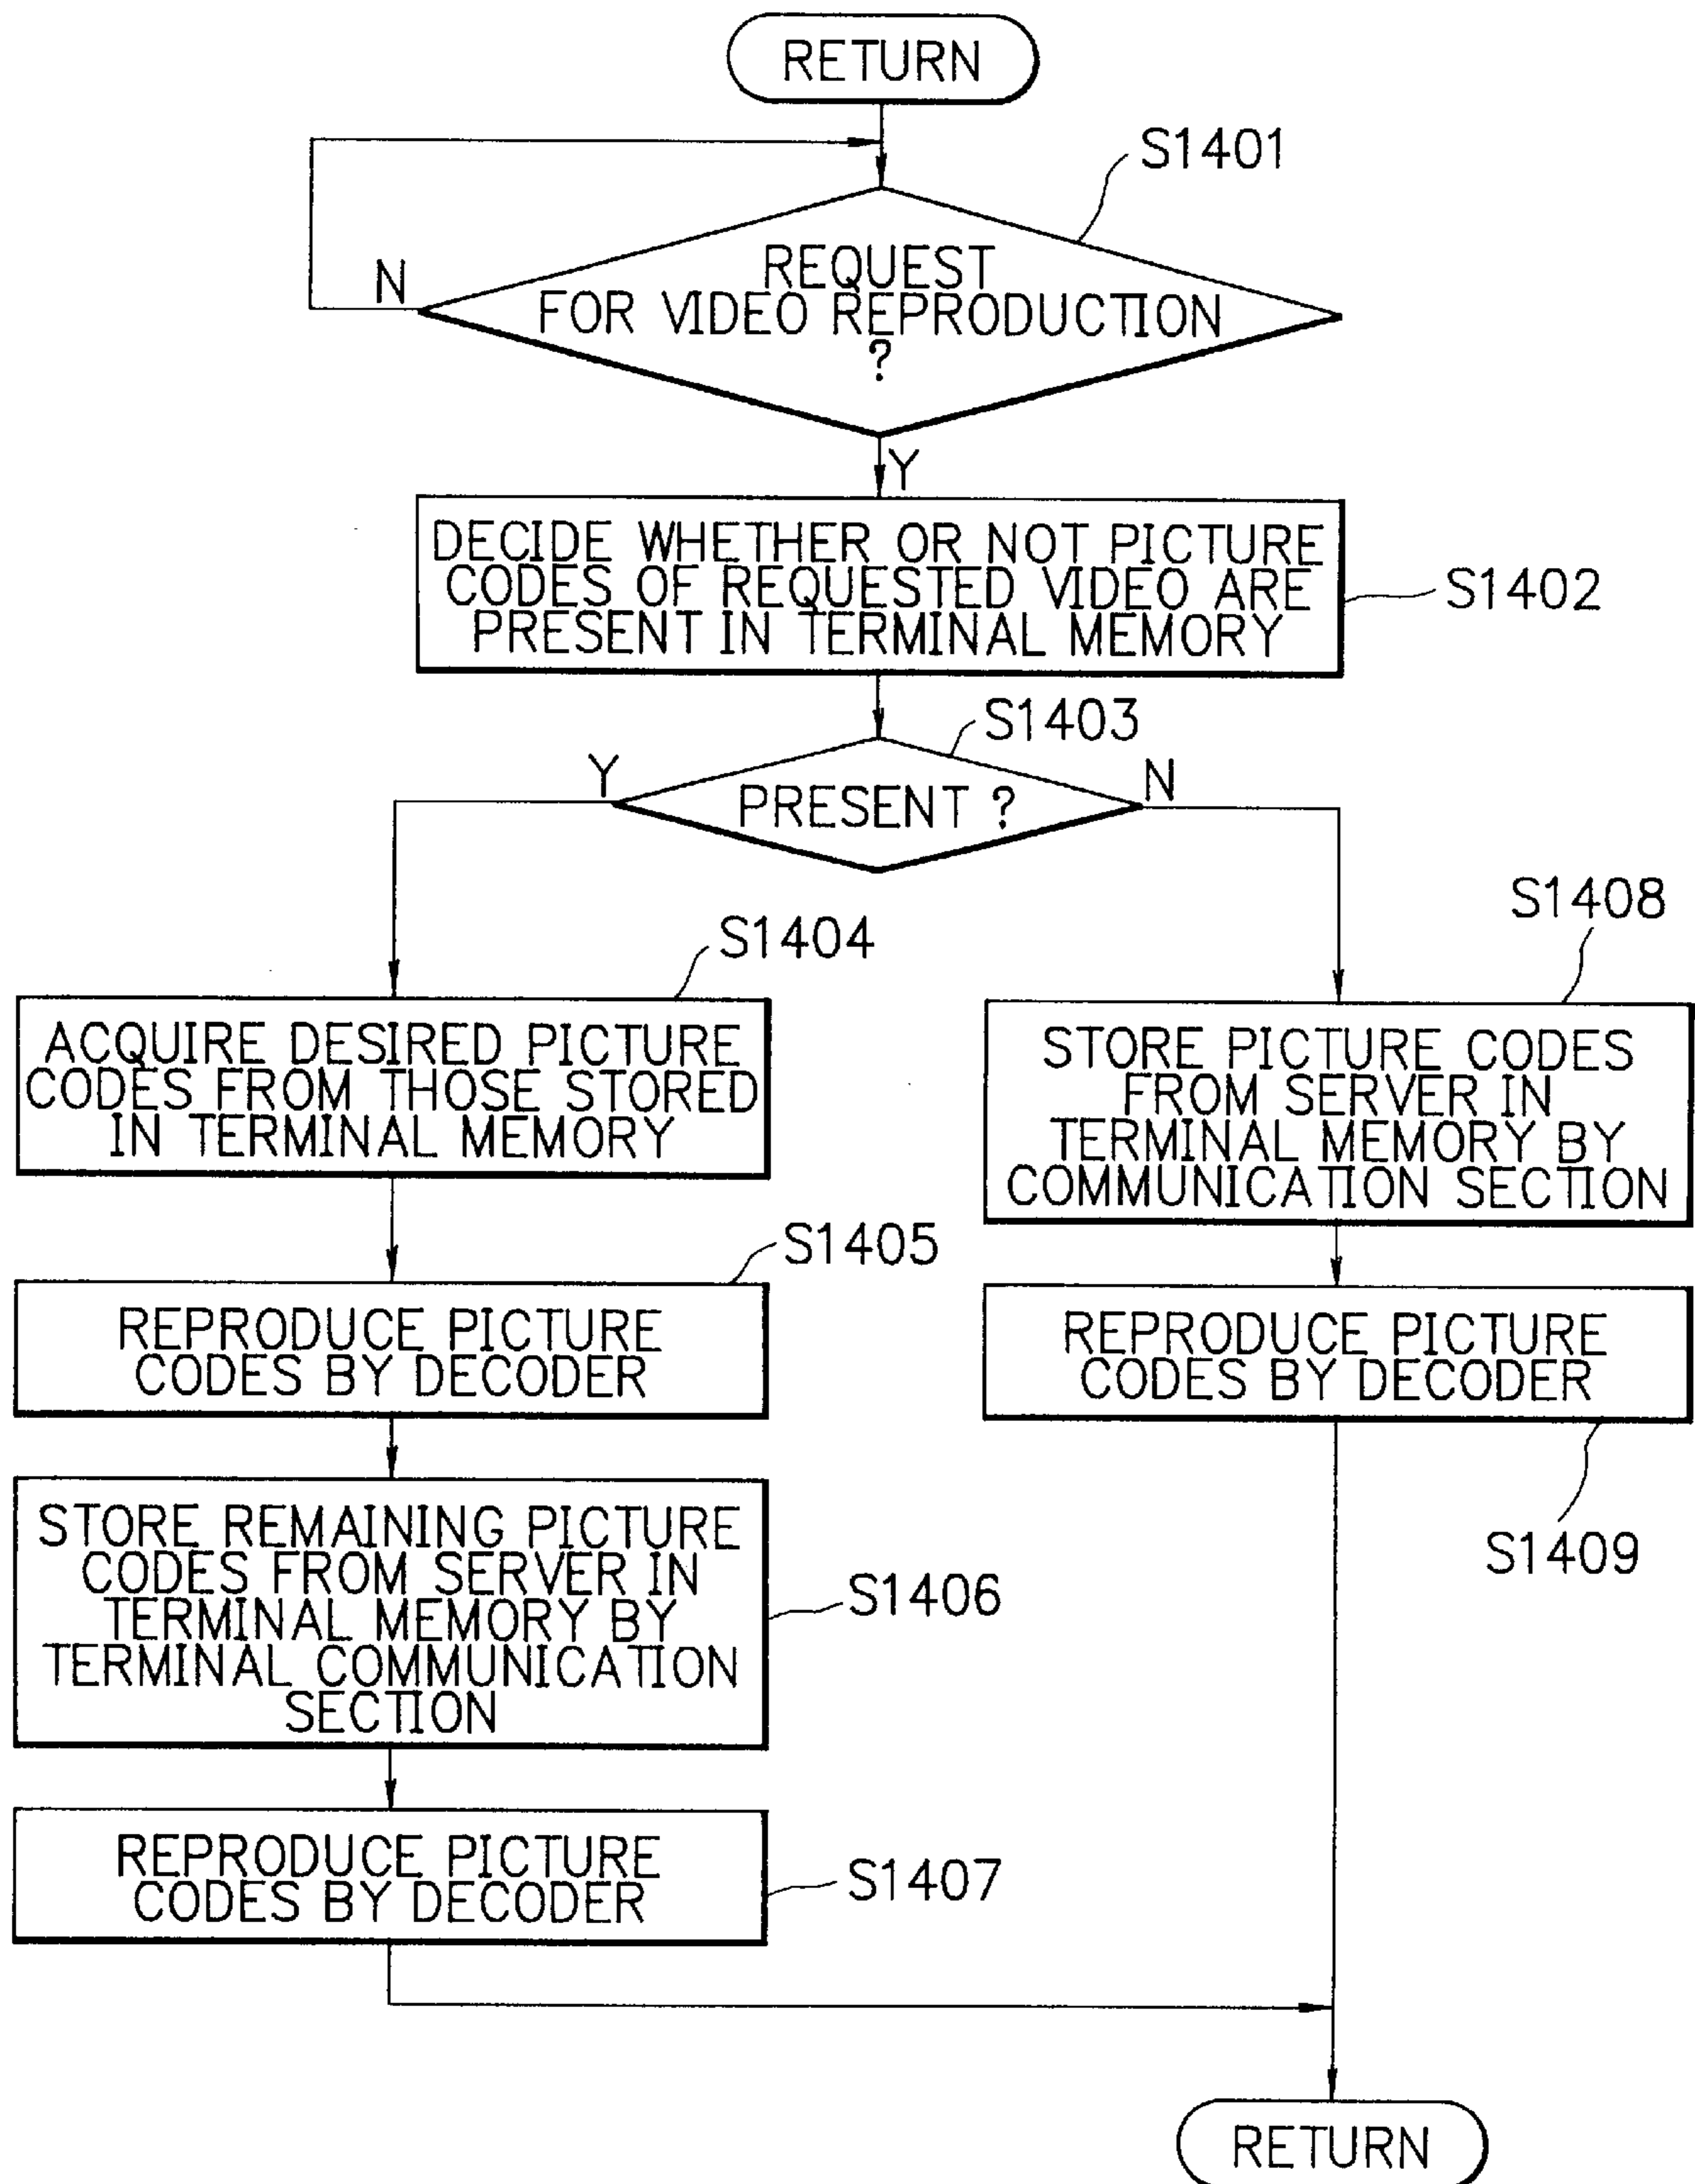 RETURN
S1401
REQUEST
FOR VIDEO REPRODUCTION
?
N
Y
DECIDE WHETHER OR NOT PICTURE
CODES OF REQUESTED VIDEO ARE
PRESENT IN TERMINAL MEMORY
S1402
S1403
PRESENT ?
Y
N
S1404
ACQUIRE DESIRED PICTURE
CODES FROM THOSE STORED
IN TERMINAL MEMORY
S1405
REPRODUCE PICTURE
CODES BY DECODER
STORE REMAINING PICTURE
CODES FROM SERVER IN
TERMINAL MEMORY BY
TERMINAL COMMUNICATION
SECTION
S1406
REPRODUCE PICTURE
CODES BY DECODER
S1407
S1408
STORE PICTURE CODES
FROM SERVER IN
TERMINAL MEMORY BY
COMMUNICATION SECTION
REPRODUCE PICTURE
CODES BY DECODER
S1409
RETURN